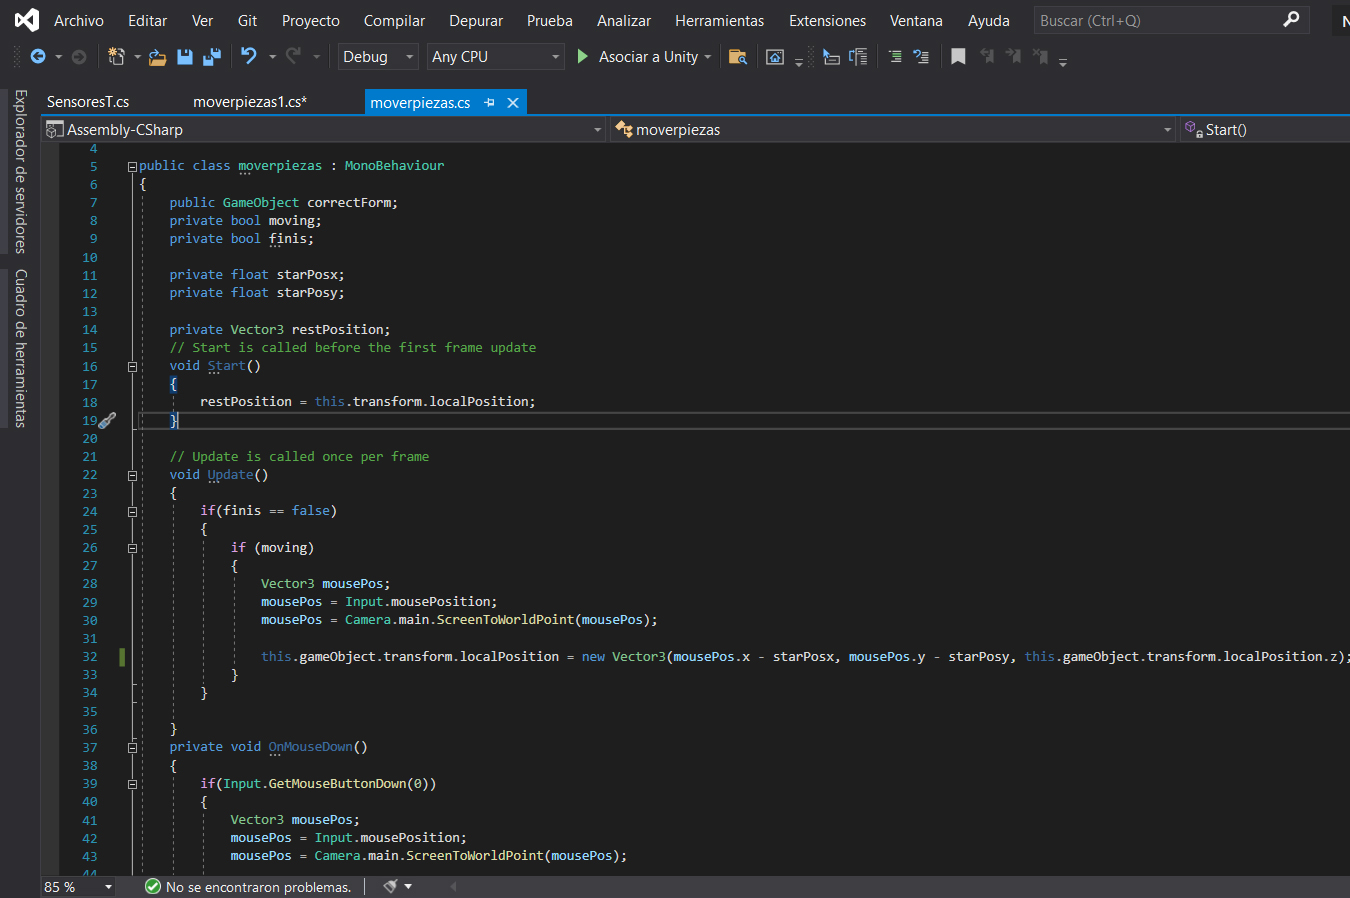 Archivo Editar Ver Git Proyecto Compilar Depurar Prueba Analizar Herramientas Extensiones Ventana Ayuda Buscar (Ctrl+Q)
Debug Any CPU Asociar a Unity
Explorador de servidores
Cuadro de herramientas
SensoresT.cs moverpiezas1.cs* moverpiezas.cs
Assembly-CSharp moverpiezas Start()
4
5 public class moverpiezas : MonoBehaviour
6 {
7 public GameObject correctForm;
8 private bool moving;
9 private bool finis;
10
11 private float starPosx;
12 private float starPosy;
13
14 private Vector3 restPosition;
15 // Start is called before the first frame update
16 void Start()
17 {
18 restPosition = this.transform.localPosition;
19 }
20
21 // Update is called once per frame
22 void Update()
23 {
24 if(finis == false)
25 {
26 if (moving)
27 {
28 Vector3 mousePos;
29 mousePos = Input.mousePosition;
30 mousePos = Camera.main.ScreenToWorldPoint(mousePos);
31
32 this.gameObject.transform.localPosition = new Vector3(mousePos.x - starPosx, mousePos.y - starPosy, this.gameObject.transform.localPosition.z);
33 }
34 }
35
36 }
37 private void OnMouseDown()
38 {
39 if(Input.GetMouseButtonDown(0))
40 {
41 Vector3 mousePos;
42 mousePos = Input.mousePosition;
43 mousePos = Camera.main.ScreenToWorldPoint(mousePos);
44
85 % No se encontraron problemas.